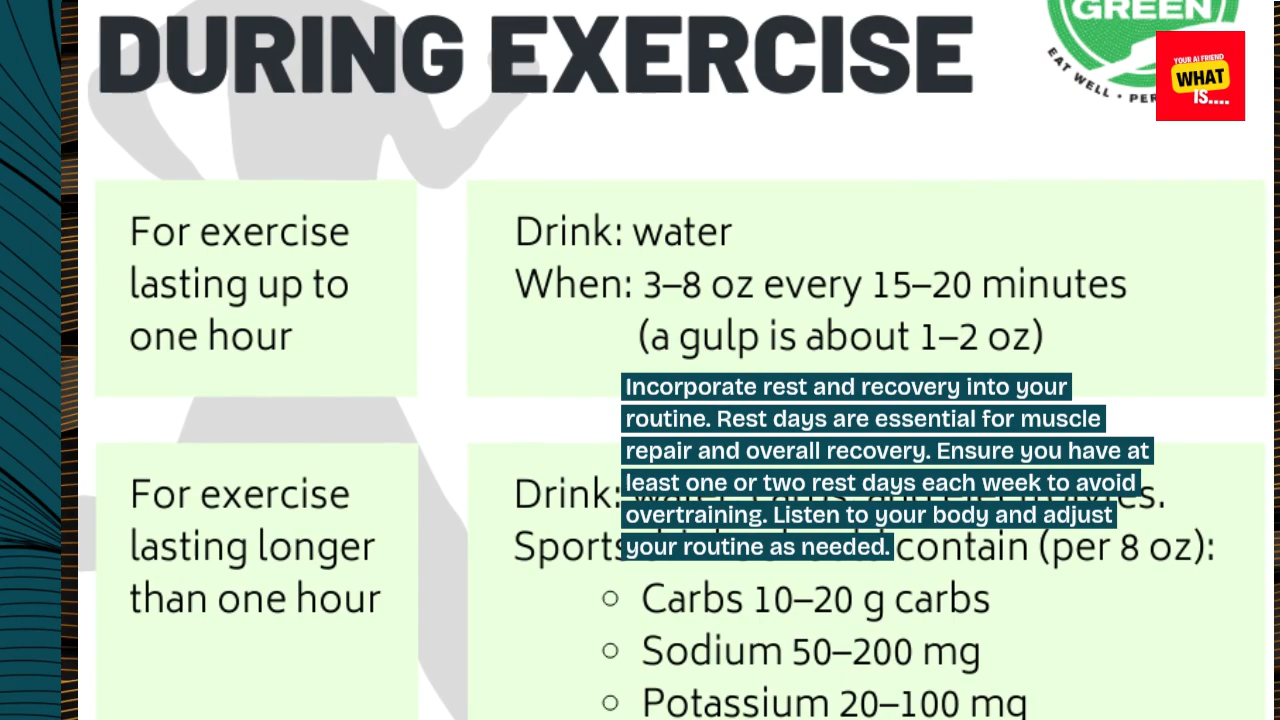 DURING EXERCISE
GREEN
EAT WELL • PER
YOUR AI FRIEND
WHAT
IS....
For exercise
lasting up to
one hour
Drink: water
When: 3–8 oz every 15–20 minutes
(a gulp is about 1–2 oz)
Incorporate rest and recovery into your
routine. Rest days are essential for muscle
repair and overall recovery. Ensure you have at
least one or two rest days each week to avoid
overtraining. Listen to your body and adjust
your routine as needed.
For exercise
lasting longer
than one hour
Drink: water, carbs, and electrolytes.
Sports contain (per 8 oz):
Carbs 10–20 g carbs
Sodium 50–200 mg
Potassium 20–100 mg